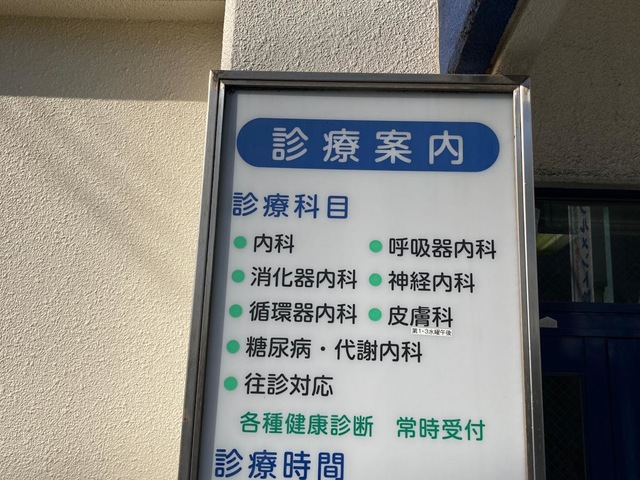 診療案内
診療科目
●内科 ●呼吸器内科
●消化器内科 ●神経内科
●循環器内科 ●皮膚科
第1・3水曜午後
●糖尿病・代謝内科
●往診対応
各種健康診断 常時受付
診療時間